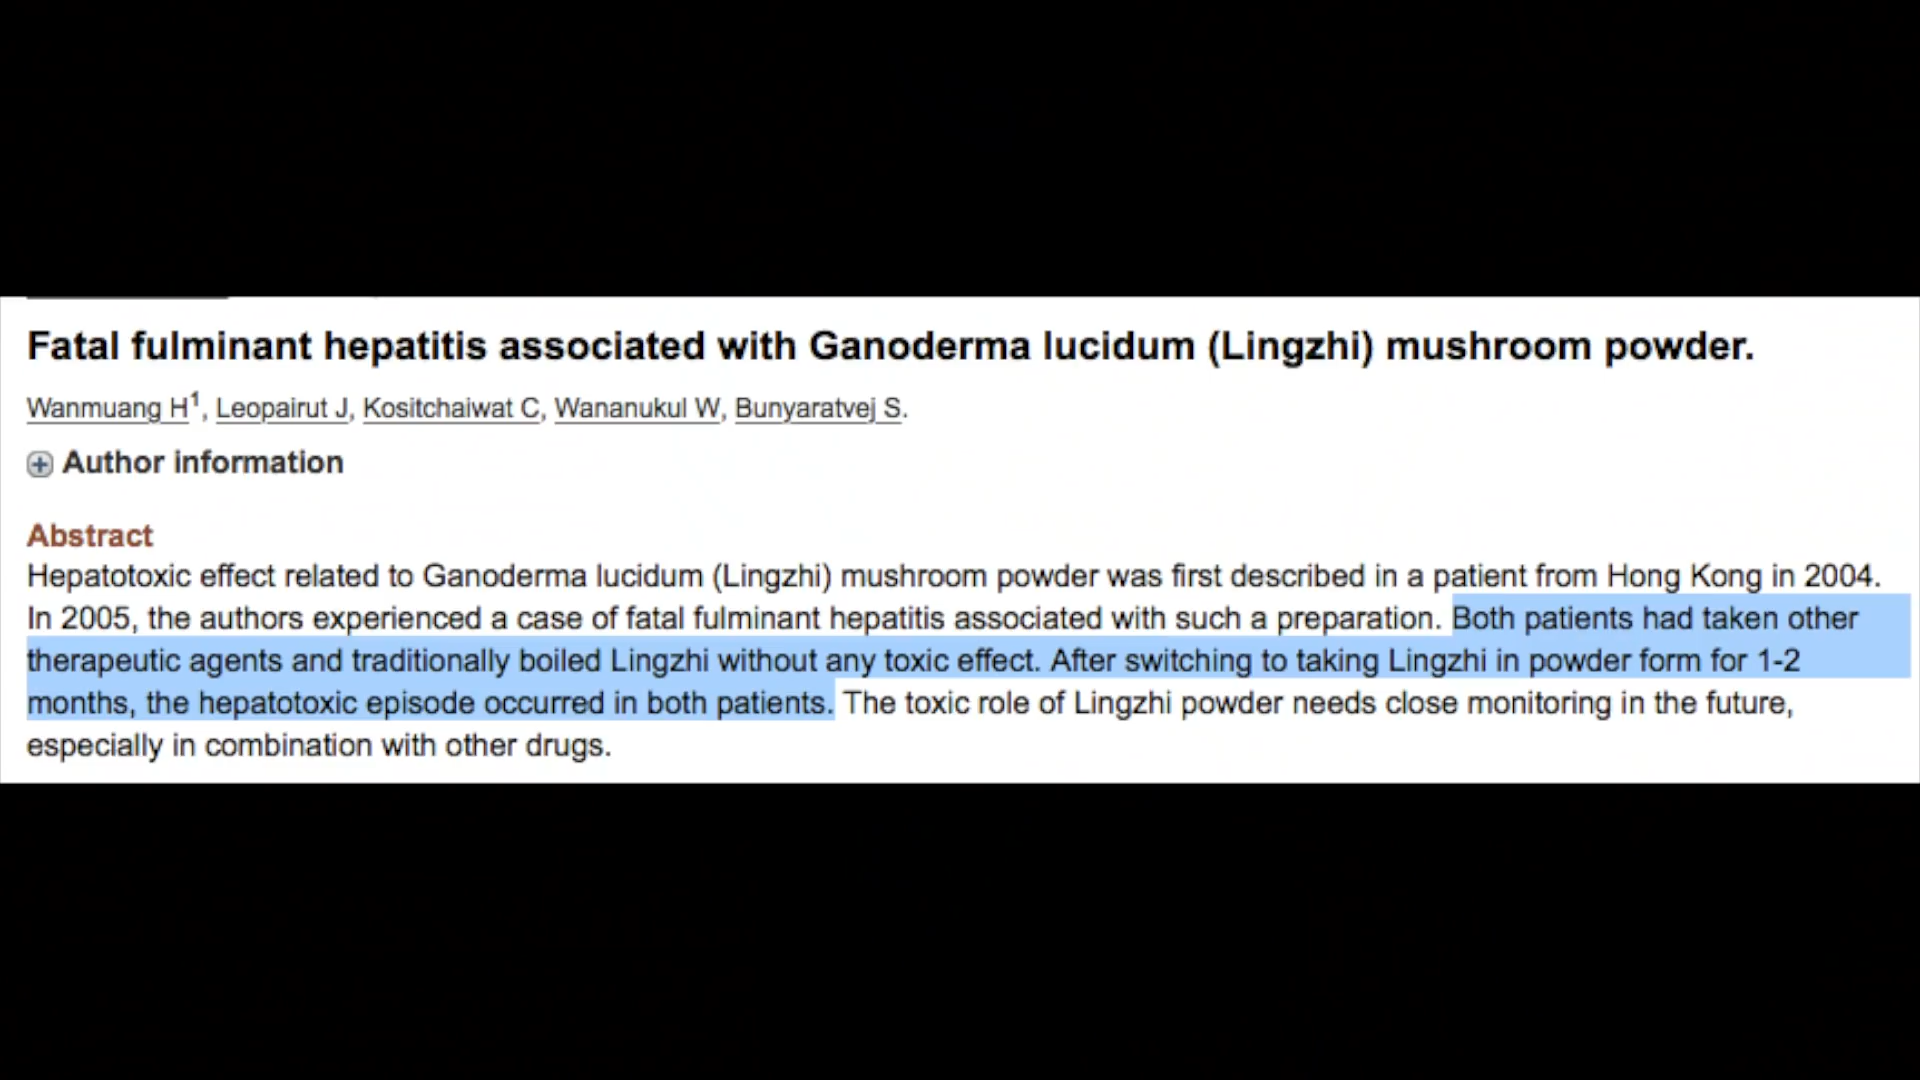 Fatal fulminant hepatitis associated with Ganoderma lucidum (Lingzhi) mushroom powder.
Wanmuang H1, Leopairut J, Kositchaiwat C, Wananukul W, Bunyaratvej S.
Author information
Abstract
Hepatotoxic effect related to Ganoderma lucidum (Lingzhi) mushroom powder was first described in a patient from Hong Kong in 2004.
In 2005, the authors experienced a case of fatal fulminant hepatitis associated with such a preparation. Both patients had taken other
therapeutic agents and traditionally boiled Lingzhi without any toxic effect. After switching to taking Lingzhi in powder form for 1-2
months, the hepatotoxic episode occurred in both patients. The toxic role of Lingzhi powder needs close monitoring in the future,
especially in combination with other drugs.